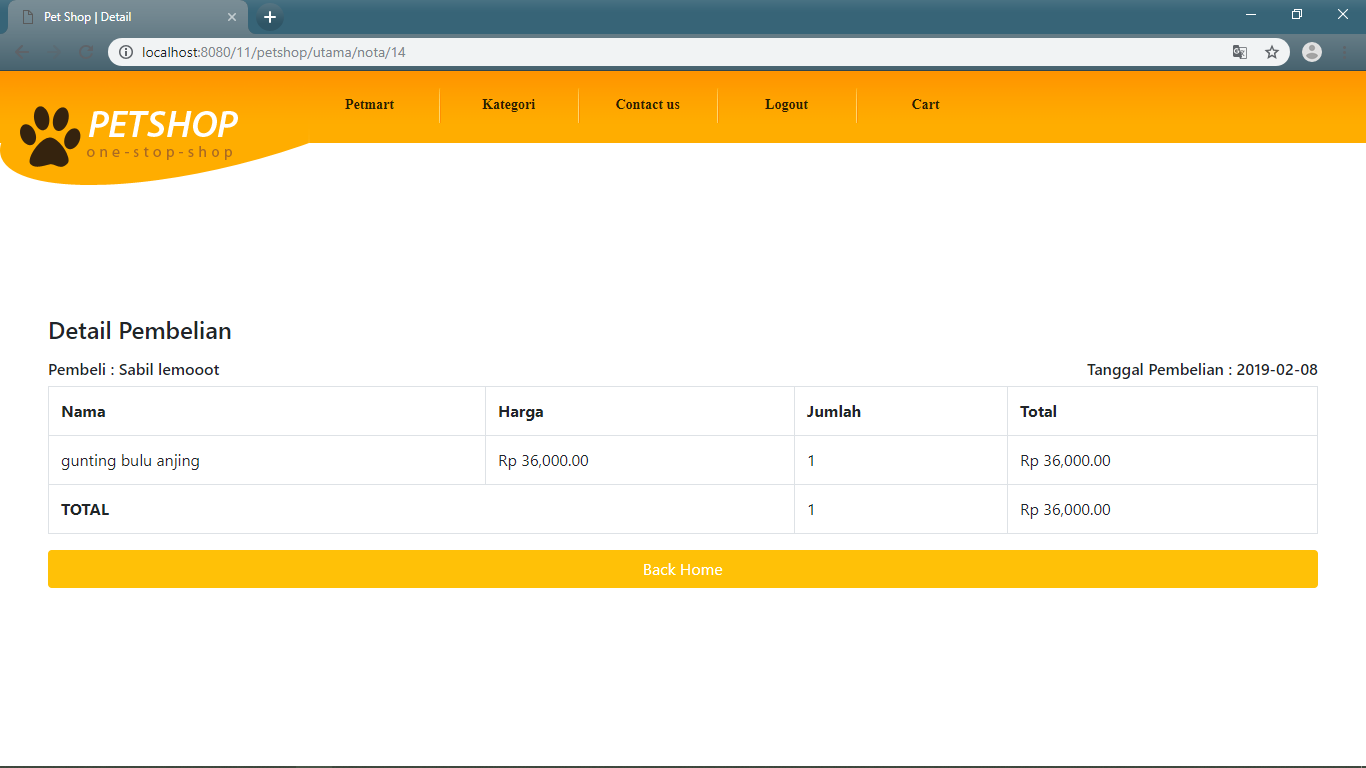 Pet Shop | Detail
localhost:8080/11/petshop/utama/nota/14
Petmart Kategori Contact us Logout Cart
PETSHOP
one-stop-shop
Detail Pembelian
Pembeli : Sabil lemooot Tanggal Pembelian : 2019-02-08
Nama Harga Jumlah Total
gunting bulu anjing Rp 36,000.00 1 Rp 36,000.00
TOTAL 1 Rp 36,000.00
Back Home